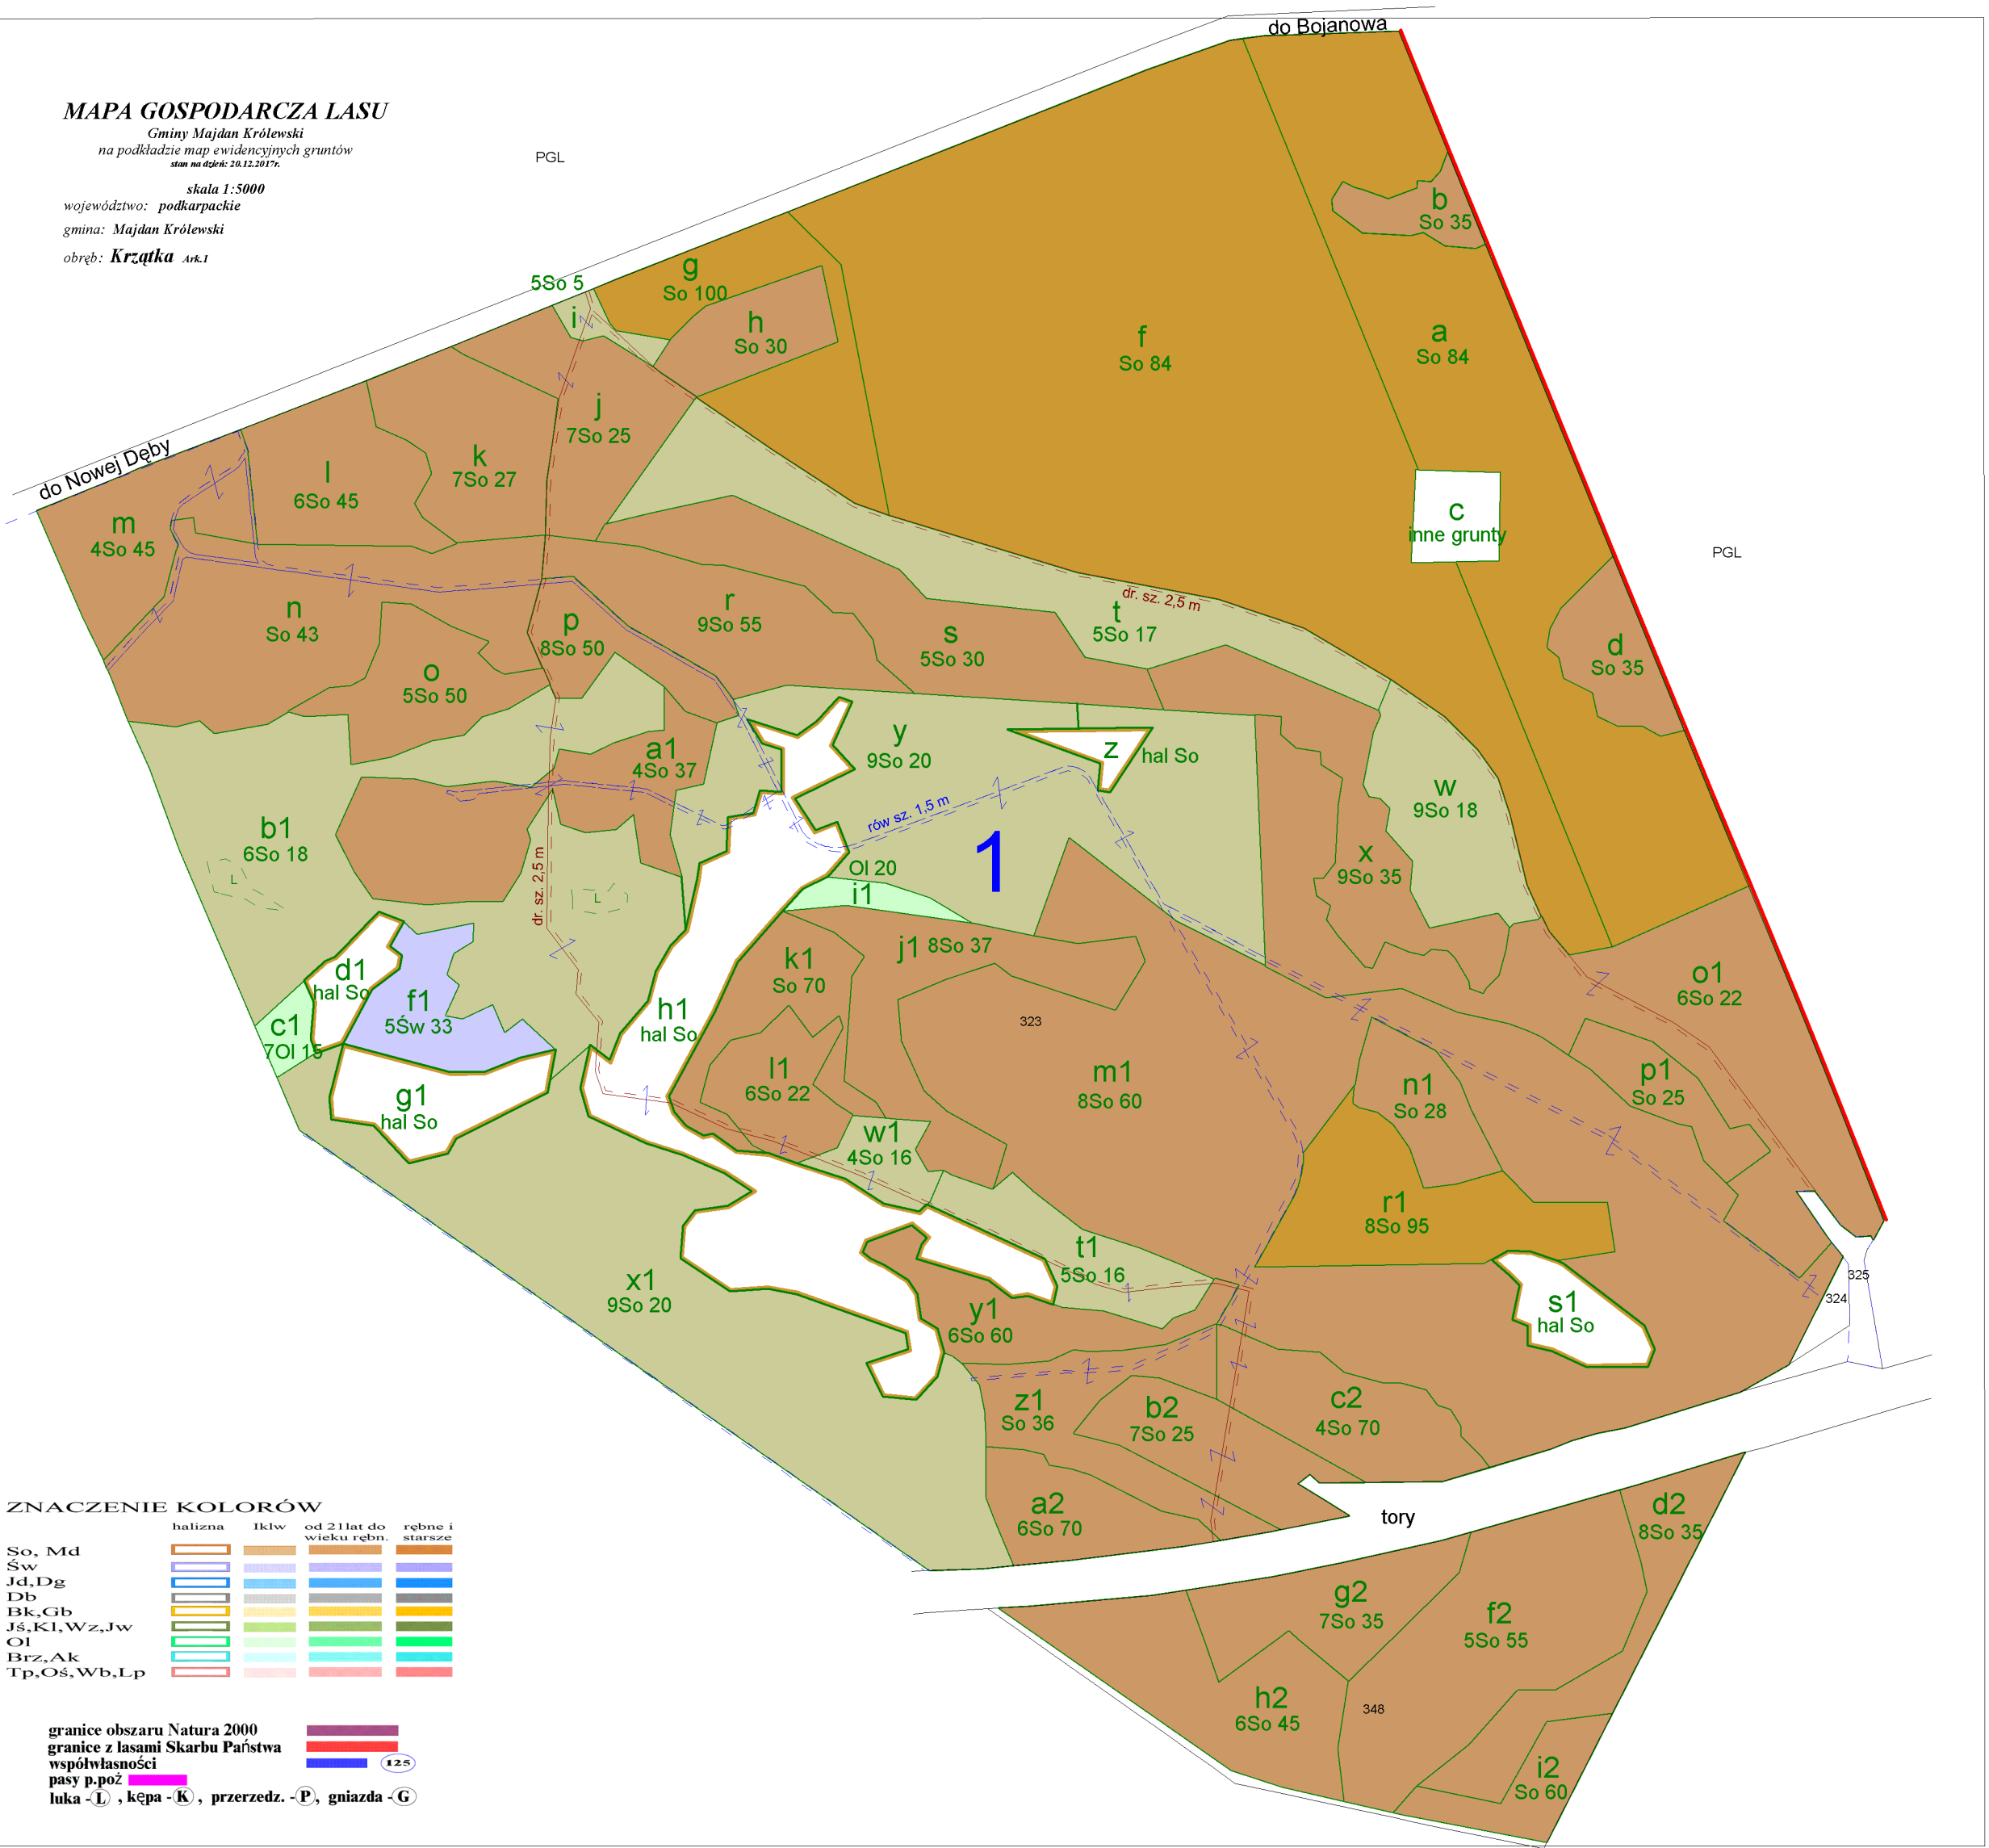 do Bojanowa
MAPA GOSPODARCZA LASU
Gminy Majdan Królewski
na podkładzie map ewidencyjnych gruntów
stan na dzień: 20.12.2017r.
skala 1:5000
województwo: podkarpackie
gmina: Majdan Królewski
obręb: Krzątka Ark.1
PGL
b
So 35
g
So 100
5So 5
i
h
So 30
f
So 84
a
So 84
j
7So 25
k
7So 27
l
6So 45
do Nowej Dęby
m
4So 45
c
inne grunty
PGL
dr. sz. 2,5 m
n
So 43
p
8So 50
r
9So 55
s
5So 30
t
5So 17
d
So 35
o
5So 50
a1
4So 37
y
9So 20
z
hal So
w
9So 18
rów sz. 1,5 m
b1
6So 18
L
L
dr. sz. 2,5 m
1
x
9So 35
Ol 20
i1
j1 8So 37
k1
So 70
d1
hal So
f1
5Św 33
c1
7Ol 15
h1
hal So
323
o1
6So 22
l1
6So 22
m1
8So 60
n1
So 28
p1
So 25
g1
hal So
w1
4So 16
r1
8So 95
t1
5So 16
x1
9So 20
y1
6So 60
s1
hal So
325
324
z1
So 36
b2
7So 25
c2
4So 70
a2
6So 70
tory
d2
8So 35
g2
7So 35
f2
5So 55
h2
6So 45
348
i2
So 60
ZNACZENIE KOLORÓW
halizna Iklw od 21lat do wieku rębn. rębne i starsze
So, Md
Św
Jd,Dg
Db
Bk,Gb
Jś,Kl,Wz,Jw
Ol
Brz,Ak
Tp,Oś,Wb,Lp
granice obszaru Natura 2000
granice z lasami Skarbu Państwa
współwłasności 125
pasy p.poż
luka - L , kępa - K , przerzedz. - P , gniazda - G